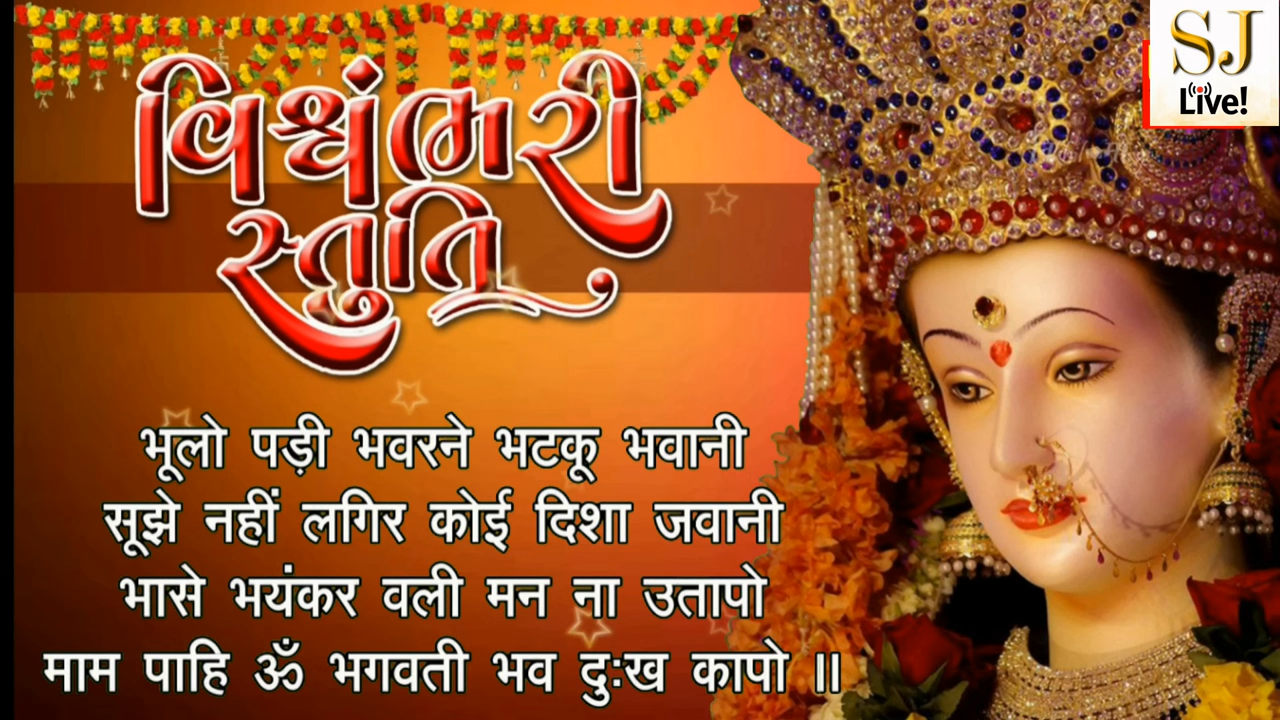 विश्वंभरी
स्तुति
SJ
Live!
भूलो पड़ी भवरने भटकू भवानी
सूझे नहीं लगिर कोई दिशा जवानी
भासे भयंकर वली मन ना उतापो
माम पाहि ॐ भगवती भव दुःख कापो ॥